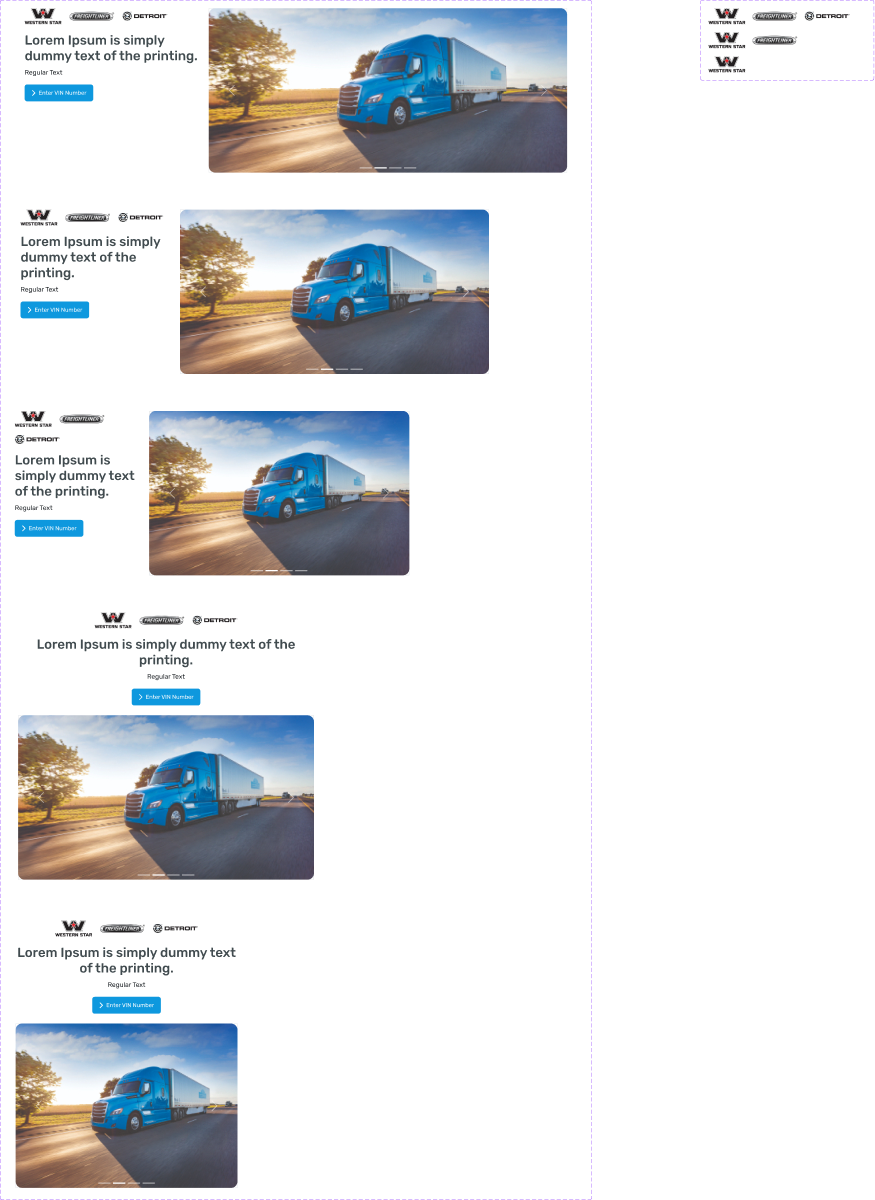 WESTERN STAR FREIGHTLINER DETROIT
Lorem Ipsum is simply
dummy text of the printing.
Regular Text
Enter VIN Number
WESTERN STAR FREIGHTLINER DETROIT
Lorem Ipsum is simply
dummy text of the
printing.
Regular Text
Enter VIN Number
WESTERN STAR FREIGHTLINER
DETROIT
Lorem Ipsum is
simply dummy text
of the printing.
Regular Text
Enter VIN Number
WESTERN STAR FREIGHTLINER DETROIT
Lorem Ipsum is simply dummy text of the
printing.
Regular Text
Enter VIN Number
WESTERN STAR FREIGHTLINER DETROIT
Lorem Ipsum is simply dummy text
of the printing.
Regular Text
Enter VIN Number
WESTERN STAR FREIGHTLINER DETROIT
WESTERN STAR FREIGHTLINER
WESTERN STAR